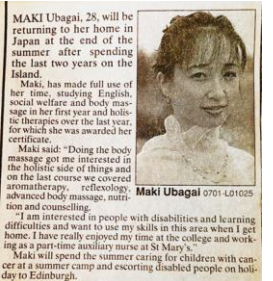 MAKI Ubagai, 28, will be
returning to her home in
Japan at the end of the
summer after spending
the last two years on the
Island.
Maki, has made full use of
her time, studying English,
social welfare and body mas-
sage in her first year and holis-
tic therapies over the last year,
for which she was awarded her
certificate.
Maki said: "Doing the body
massage got me interested in
the holistic side of things and
on the last course we covered
aromatherapy, reflexology,
advanced body massage, nutri-
tion and counselling.
Maki Ubagai 0701-L01025
"I am interested in people with disabilities and learning
difficulties and want to use my skills in this area when I get
home. I have really enjoyed my time at the college and work-
ing as a part-time auxiliary nurse at St Mary's."
Maki will spend the summer caring for children with can-
cer at a summer camp and escorting disabled people on holi-
day to Edinburgh.